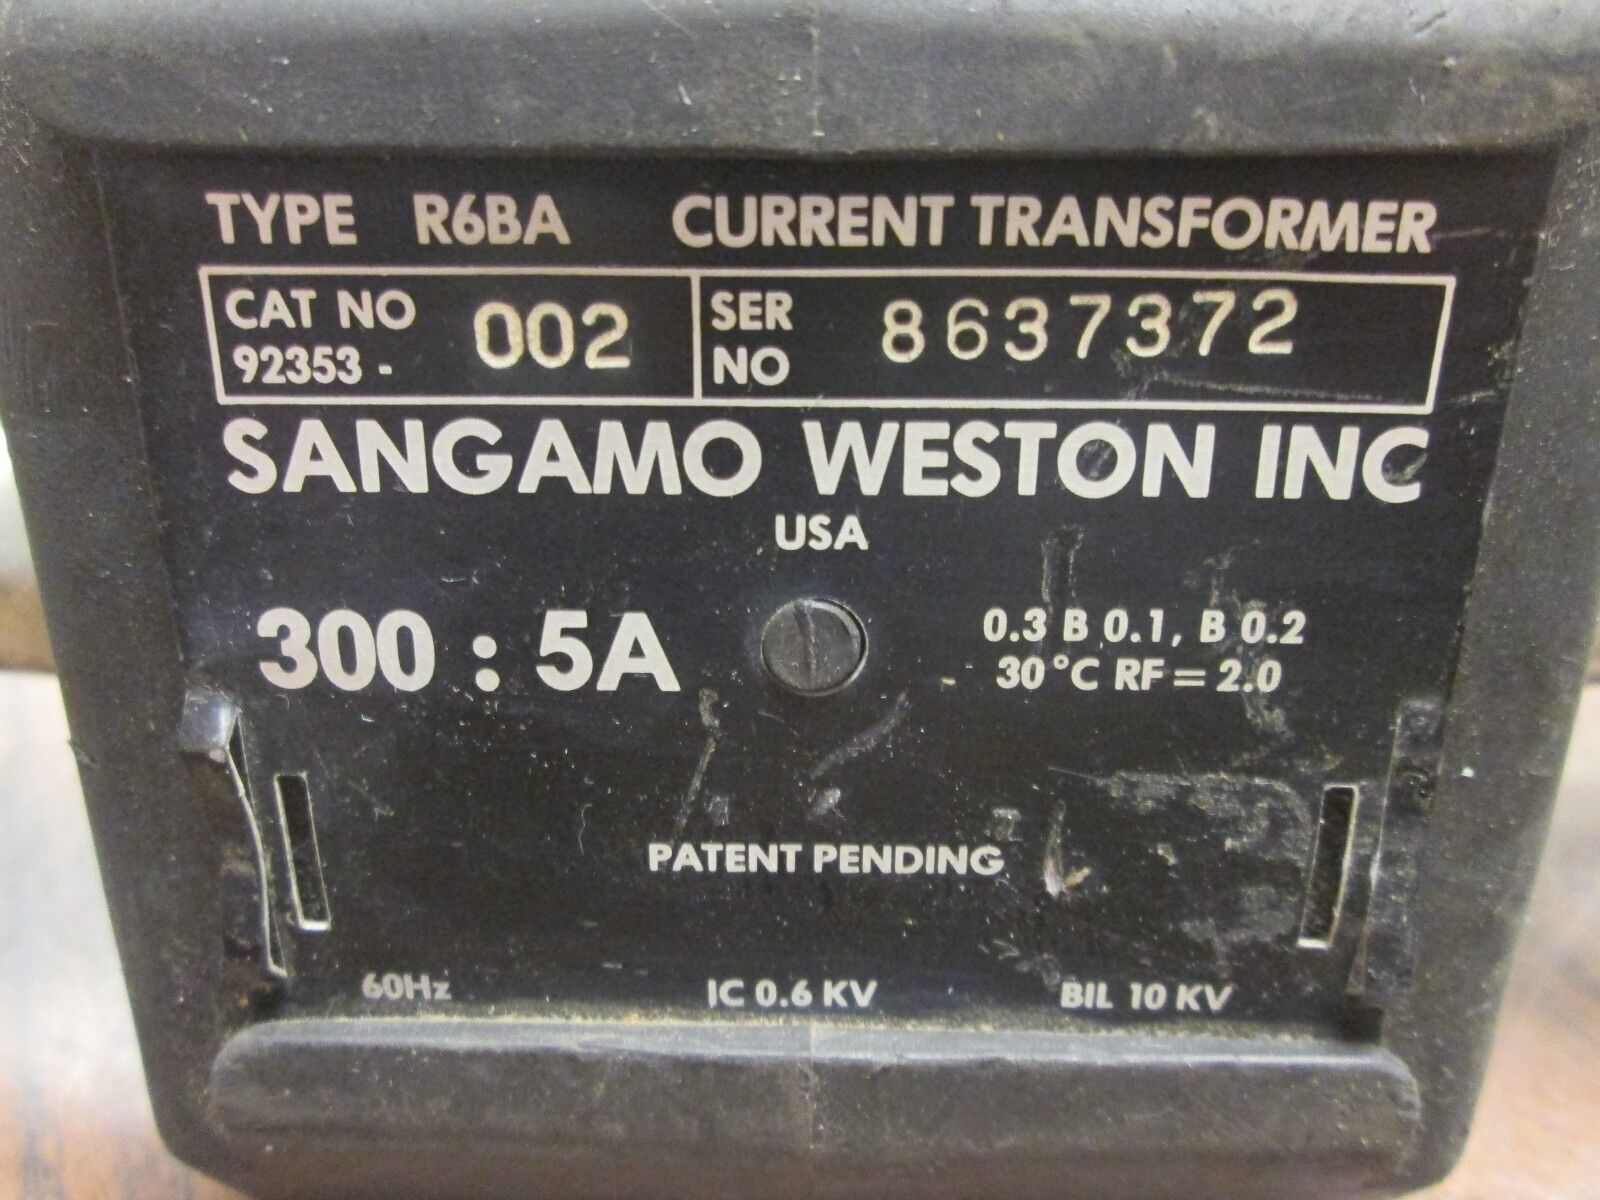 TYPE R6BA CURRENT TRANSFORMER
CAT NO 92353 - 002 SER NO 8637372
SANGAMO WESTON INC
USA
300 : 5A
0.3 B 0.1, B 0.2
30°C RF = 2.0
PATENT PENDING
60Hz IC 0.6 KV BIL 10 KV